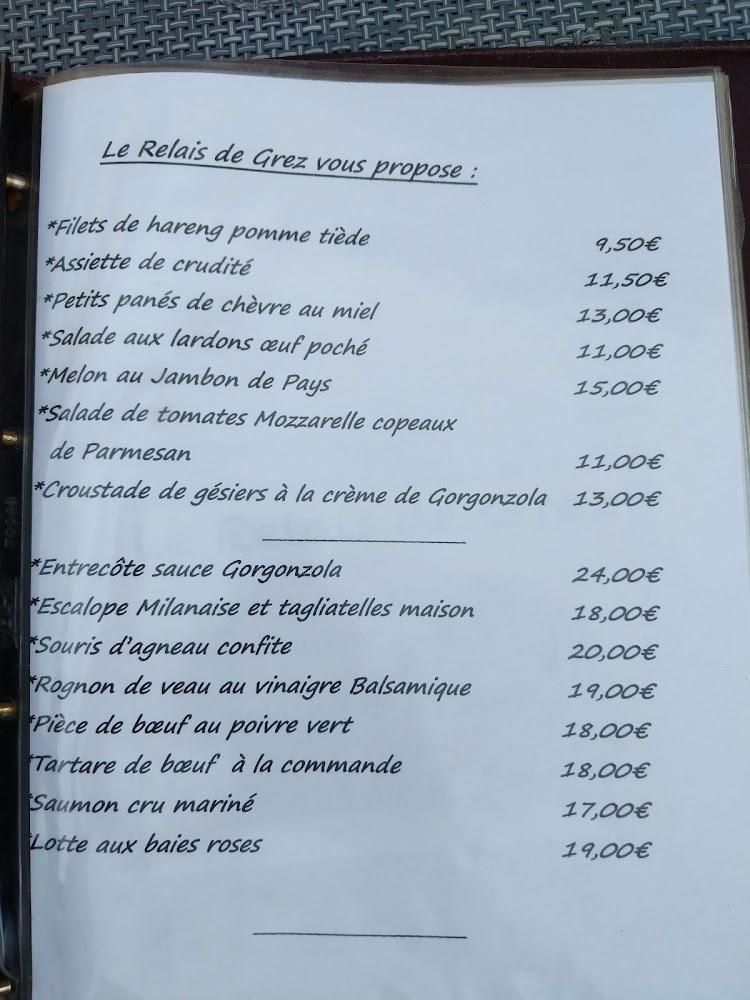 Le Relais de Grez vous propose :
*Filets de hareng pomme tiède 9,50€
*Assiette de crudité 11,50€
*Petits panés de chèvre au miel 13,00€
*Salade aux lardons œuf poché 11,00€
*Melon au Jambon de Pays 15,00€
*Salade de tomates Mozzarelle copeaux
de Parmesan 11,00€
*Croustade de gésiers à la crème de Gorgonzola 13,00€
*Entrecôte sauce Gorgonzola 24,00€
*Escalope Milanaise et tagliatelles maison 18,00€
*Souris d'agneau confite 20,00€
*Rognon de veau au vinaigre Balsamique 19,00€
*Pièce de bœuf au poivre vert 18,00€
*Tartare de bœuf à la commande 18,00€
*Saumon cru mariné 17,00€
*Lotte aux baies roses 19,00€